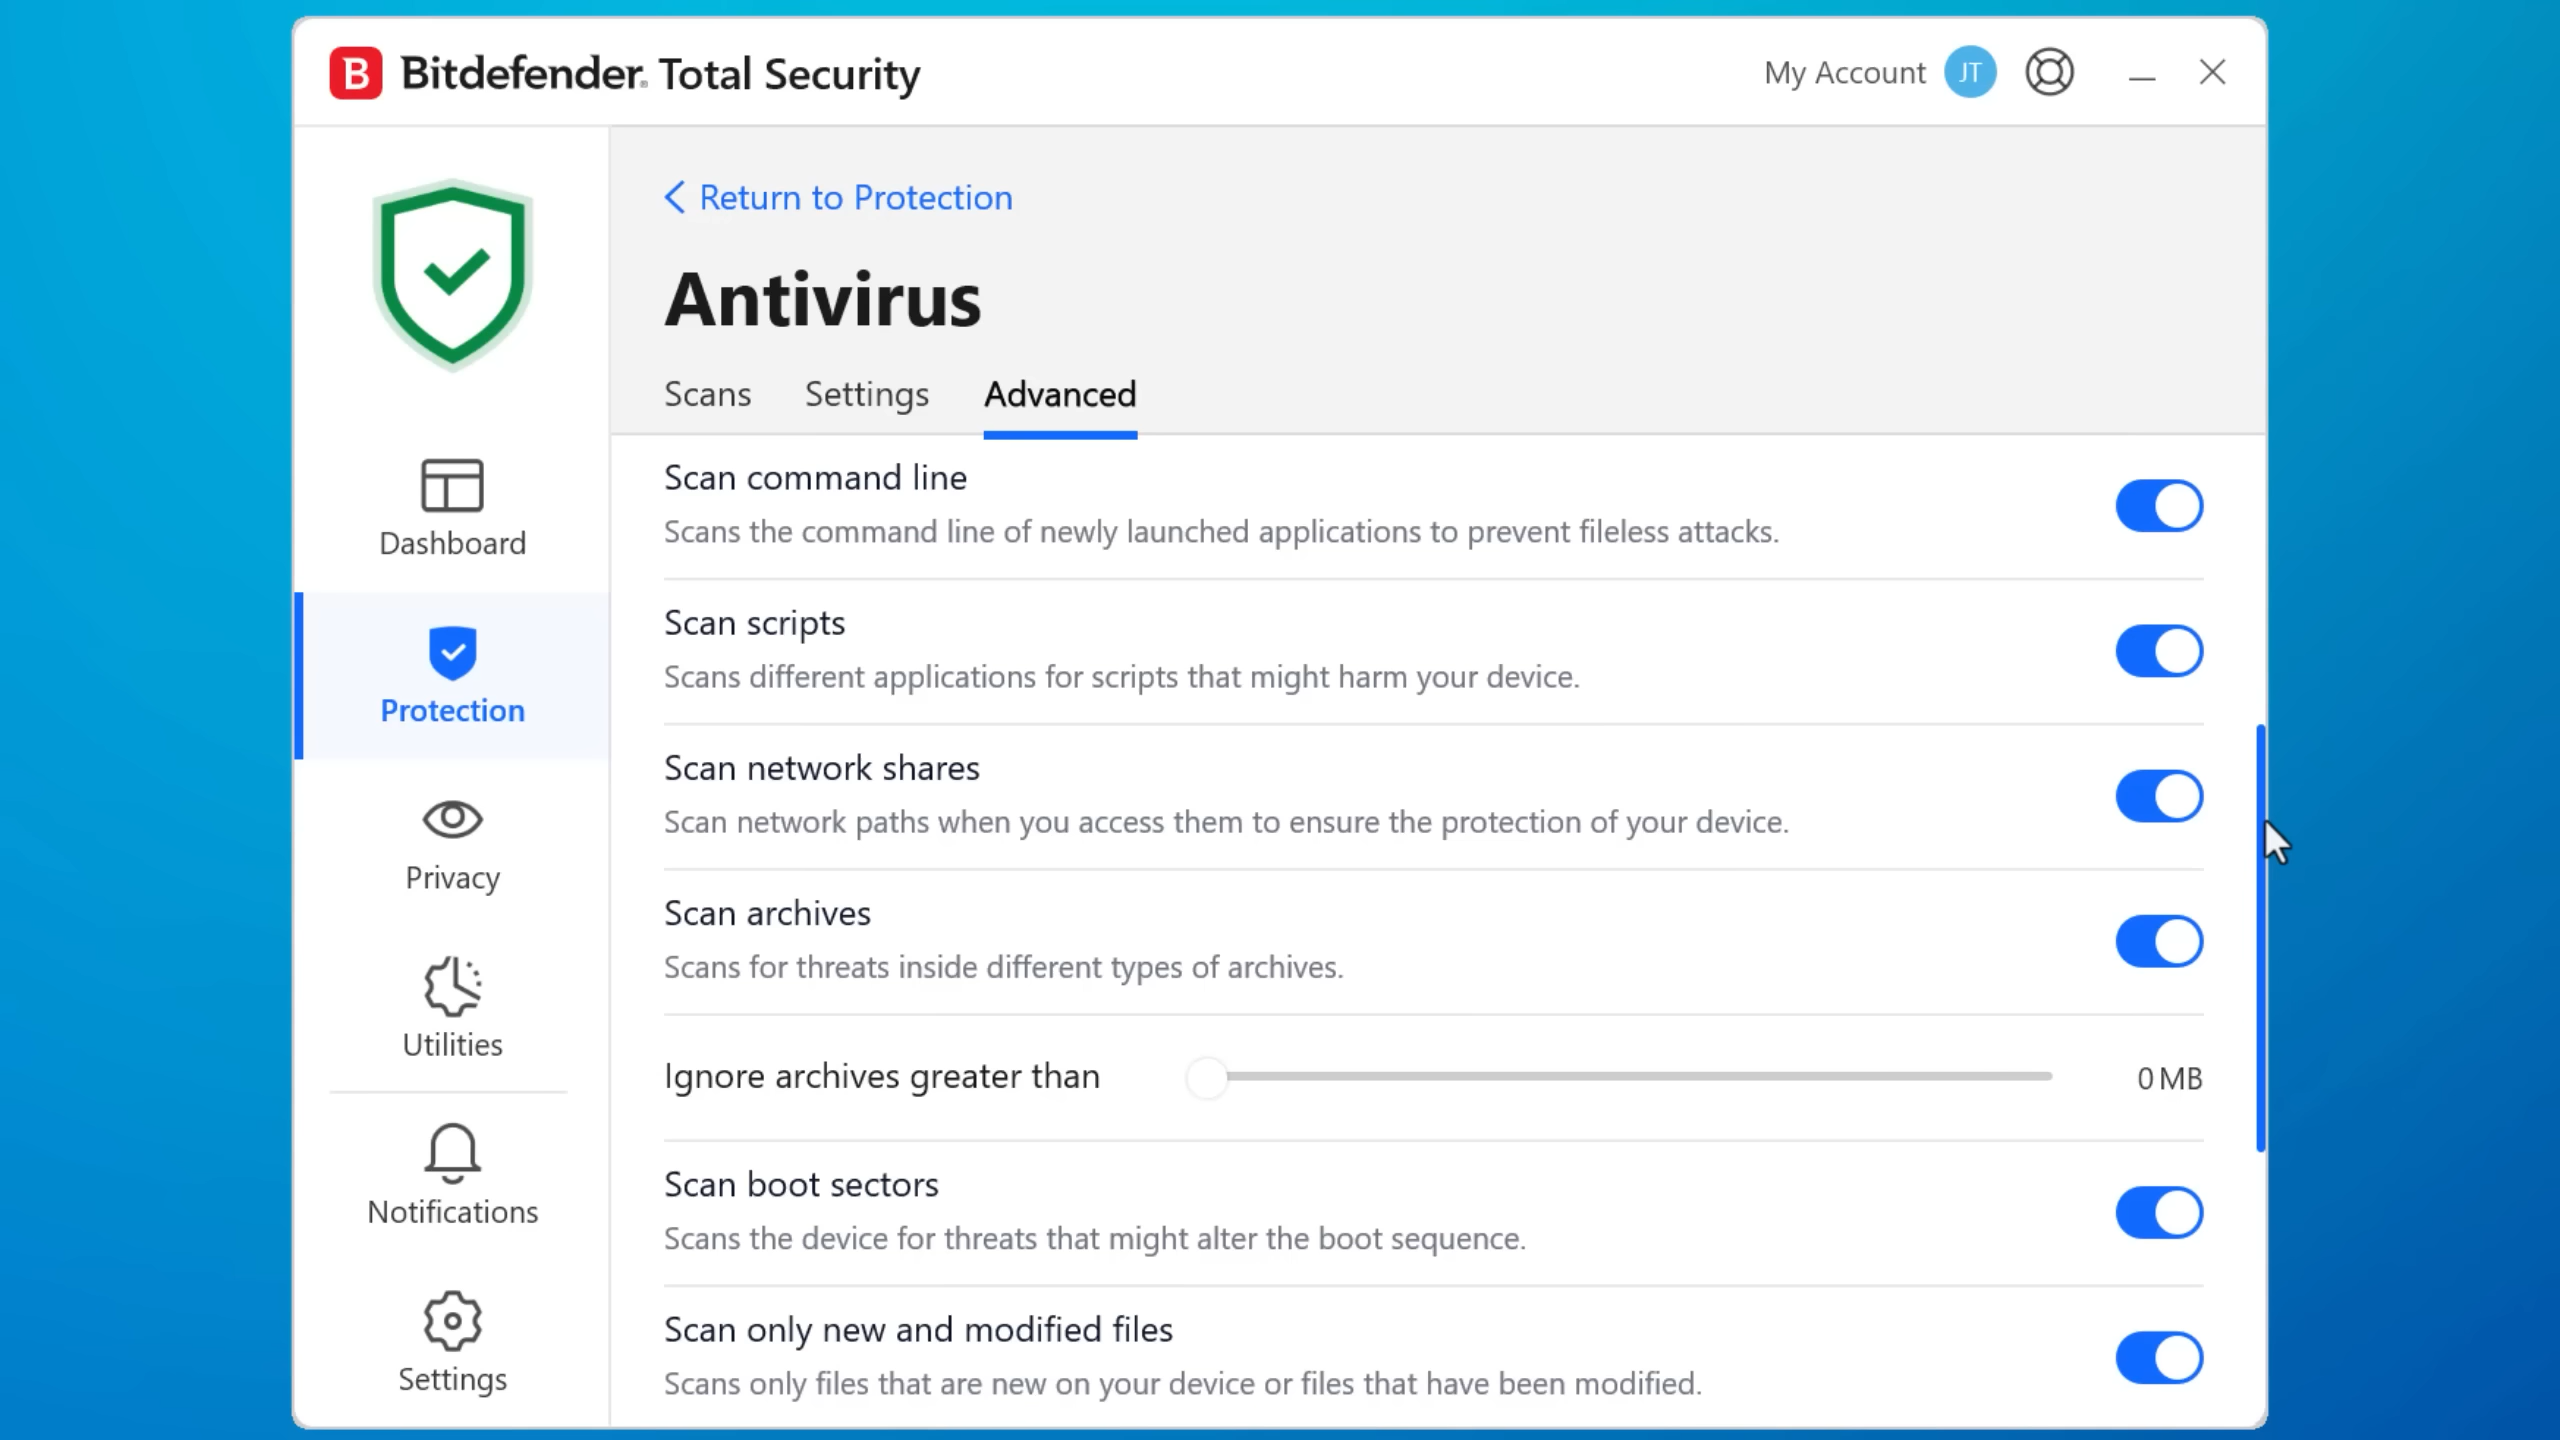 B Bitdefender Total Security
My Account JT
Return to Protection
Antivirus
Scans Settings Advanced
Dashboard
Protection
Privacy
Utilities
Notifications
Settings
Scan command line
Scans the command line of newly launched applications to prevent fileless attacks.
Scan scripts
Scans different applications for scripts that might harm your device.
Scan network shares
Scan network paths when you access them to ensure the protection of your device.
Scan archives
Scans for threats inside different types of archives.
Ignore archives greater than 0 MB
Scan boot sectors
Scans the device for threats that might alter the boot sequence.
Scan only new and modified files
Scans only files that are new on your device or files that have been modified.